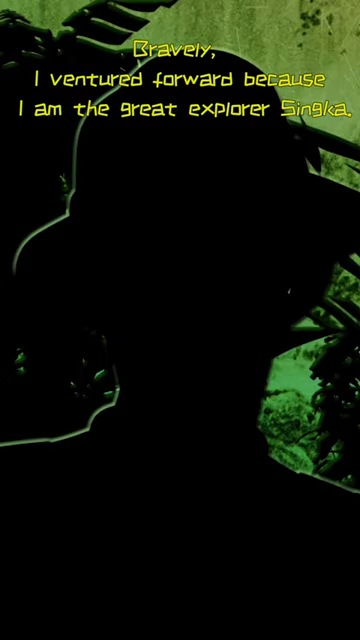 Bravely,
I ventured forward because
I am the great explorer Singka.